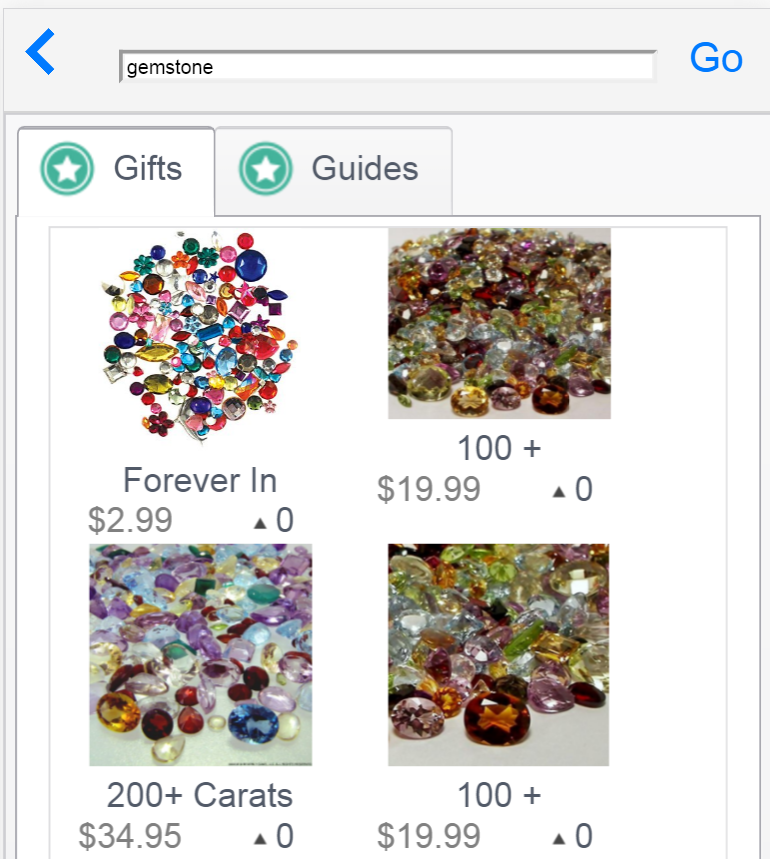 gemstone
Go
Gifts
Guides
Forever In
$2.99 ▲ 0
100 +
$19.99 ▲ 0
200+ Carats
$34.95 ▲ 0
100 +
$19.99 ▲ 0